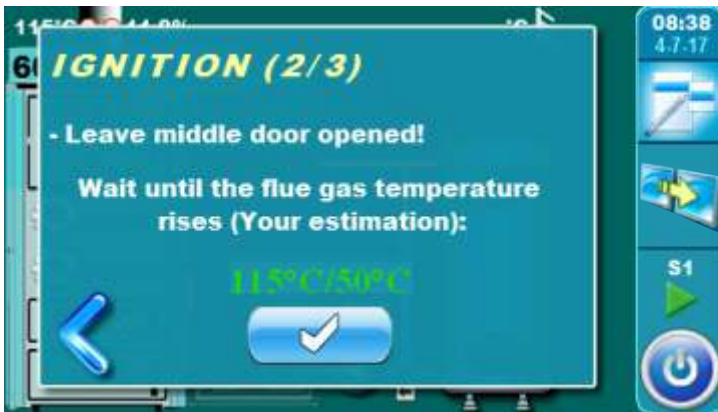 IGNITION (2/3)
- Leave middle door opened!
Wait until the flue gas temperature
rises (Your estimation):
115°C/50°C
08:38
4-7-17
S1